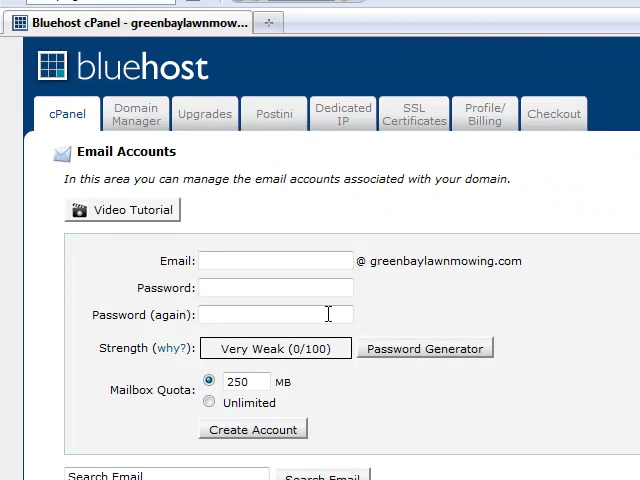 Bluehost cPanel - greenbaylawnmow...
bluehost
cPanel
Domain Manager
Upgrades
Postini
Dedicated IP
SSL Certificates
Profile/ Billing
Checkout
Email Accounts
In this area you can manage the email accounts associated with your domain.
Video Tutorial
Email: @ greenbaylawnmowing.com
Password:
Password (again):
Strength (why?): Very Weak (0/100) Password Generator
Mailbox Quota: 250 MB
Unlimited
Create Account
Search Email Search Email